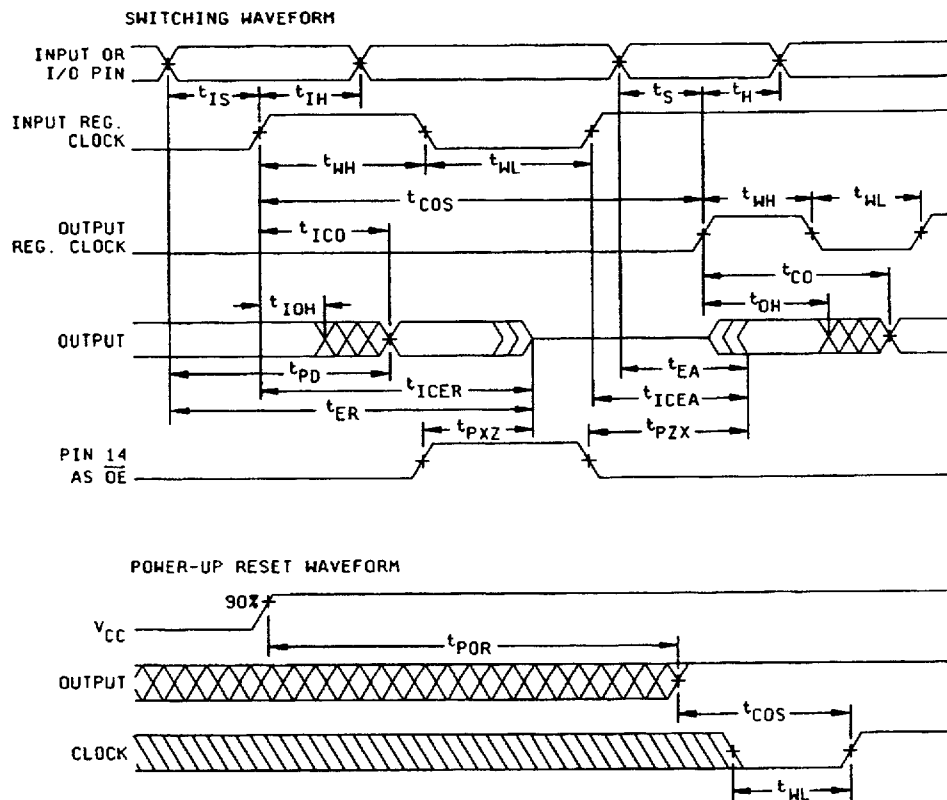 SWITCHING WAVEFORM
INPUT OR
I/O PIN
tIS
tIH
tS
tH
INPUT REG.
CLOCK
tWH
tWL
tCOS
tWH
tWL
OUTPUT
REG. CLOCK
tICO
tCO
tIOH
tOH
OUTPUT
tPD
tEA
tICER
tICEA
tER
tPXZ
tPZX
PIN 14
AS OE
POWER-UP RESET WAVEFORM
90%
VCC
tPOR
OUTPUT
tCOS
CLOCK
tWL